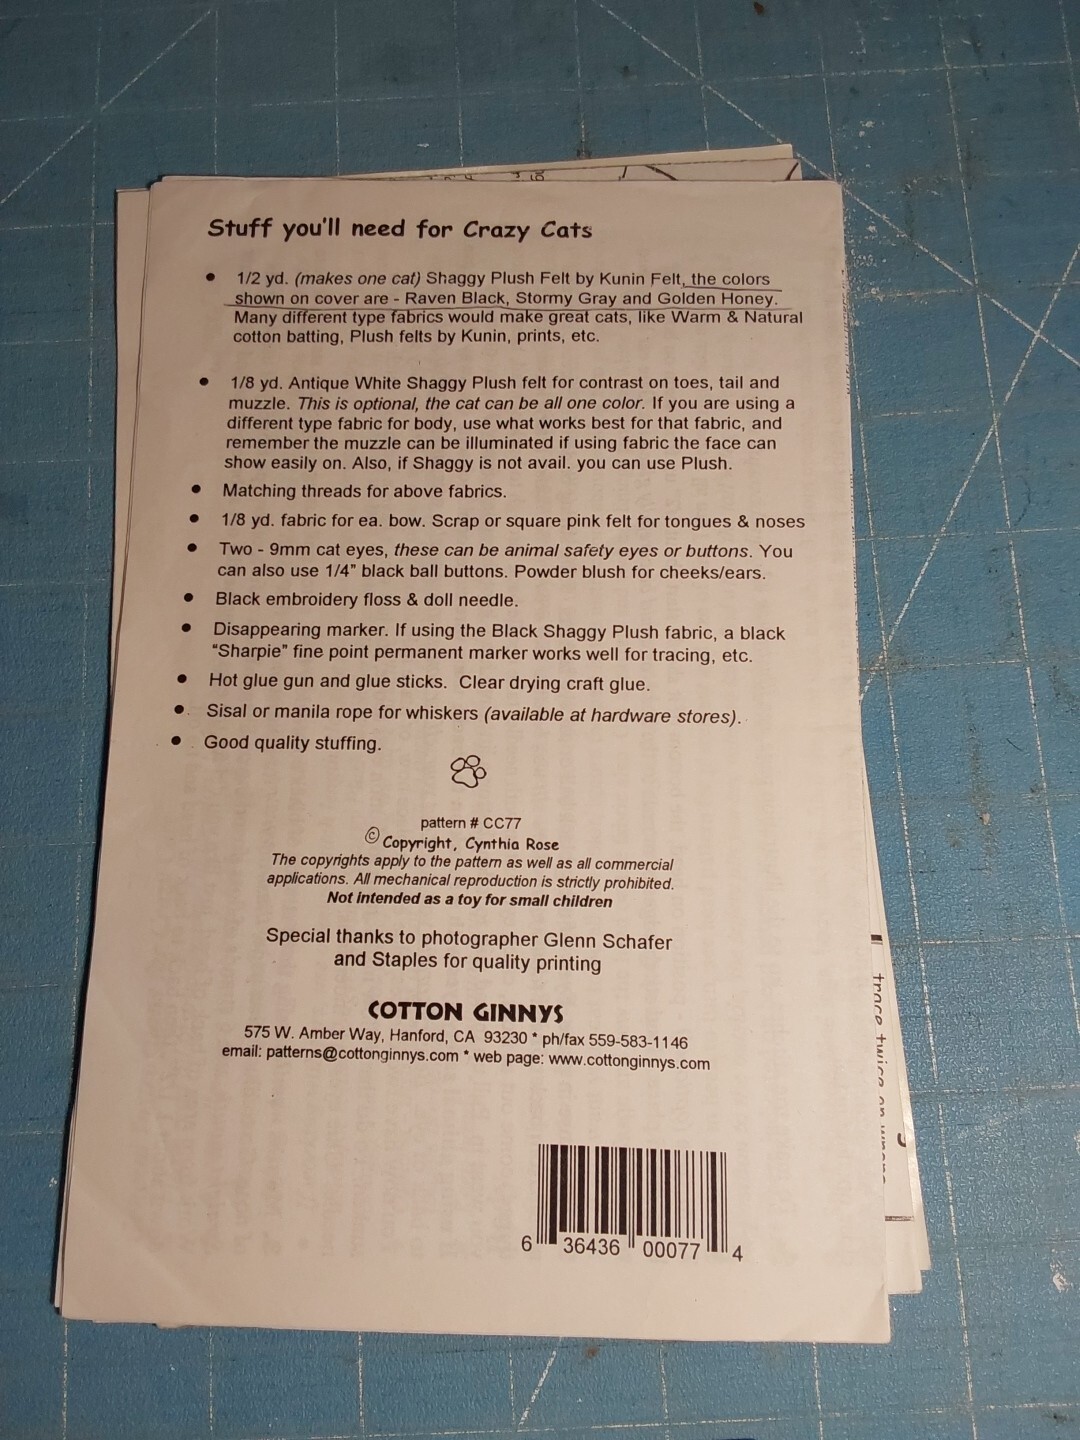 Stuff you'll need for Crazy Cats
• 1/2 yd. (makes one cat) Shaggy Plush Felt by Kunin Felt, the colors
shown on cover are - Raven Black, Stormy Gray and Golden Honey.
Many different type fabrics would make great cats, like Warm & Natural
cotton batting, Plush felts by Kunin, prints, etc.
• 1/8 yd. Antique White Shaggy Plush felt for contrast on toes, tail and
muzzle. This is optional, the cat can be all one color. If you are using a
different type fabric for body, use what works best for that fabric, and
remember the muzzle can be illuminated if using fabric the face can
show easily on. Also, if Shaggy is not avail. you can use Plush.
• Matching threads for above fabrics.
• 1/8 yd. fabric for ea. bow. Scrap or square pink felt for tongues & noses
• Two - 9mm cat eyes, these can be animal safety eyes or buttons. You
can also use 1/4" black ball buttons. Powder blush for cheeks/ears.
• Black embroidery floss & doll needle.
• Disappearing marker. If using the Black Shaggy Plush fabric, a black
"Sharpie" fine point permanent marker works well for tracing, etc.
• Hot glue gun and glue sticks. Clear drying craft glue.
• Sisal or manila rope for whiskers (available at hardware stores).
• Good quality stuffing.
pattern # CC77
© Copyright, Cynthia Rose
The copyrights apply to the pattern as well as all commercial
applications. All mechanical reproduction is strictly prohibited.
Not intended as a toy for small children
Special thanks to photographer Glenn Schafer
and Staples for quality printing
COTTON GINNYS
575 W. Amber Way, Hanford, CA 93230 * ph/fax 559-583-1146
email: patterns@cottonginnys.com * web page: www.cottonginnys.com
6 36436 00077 4
trace twice on